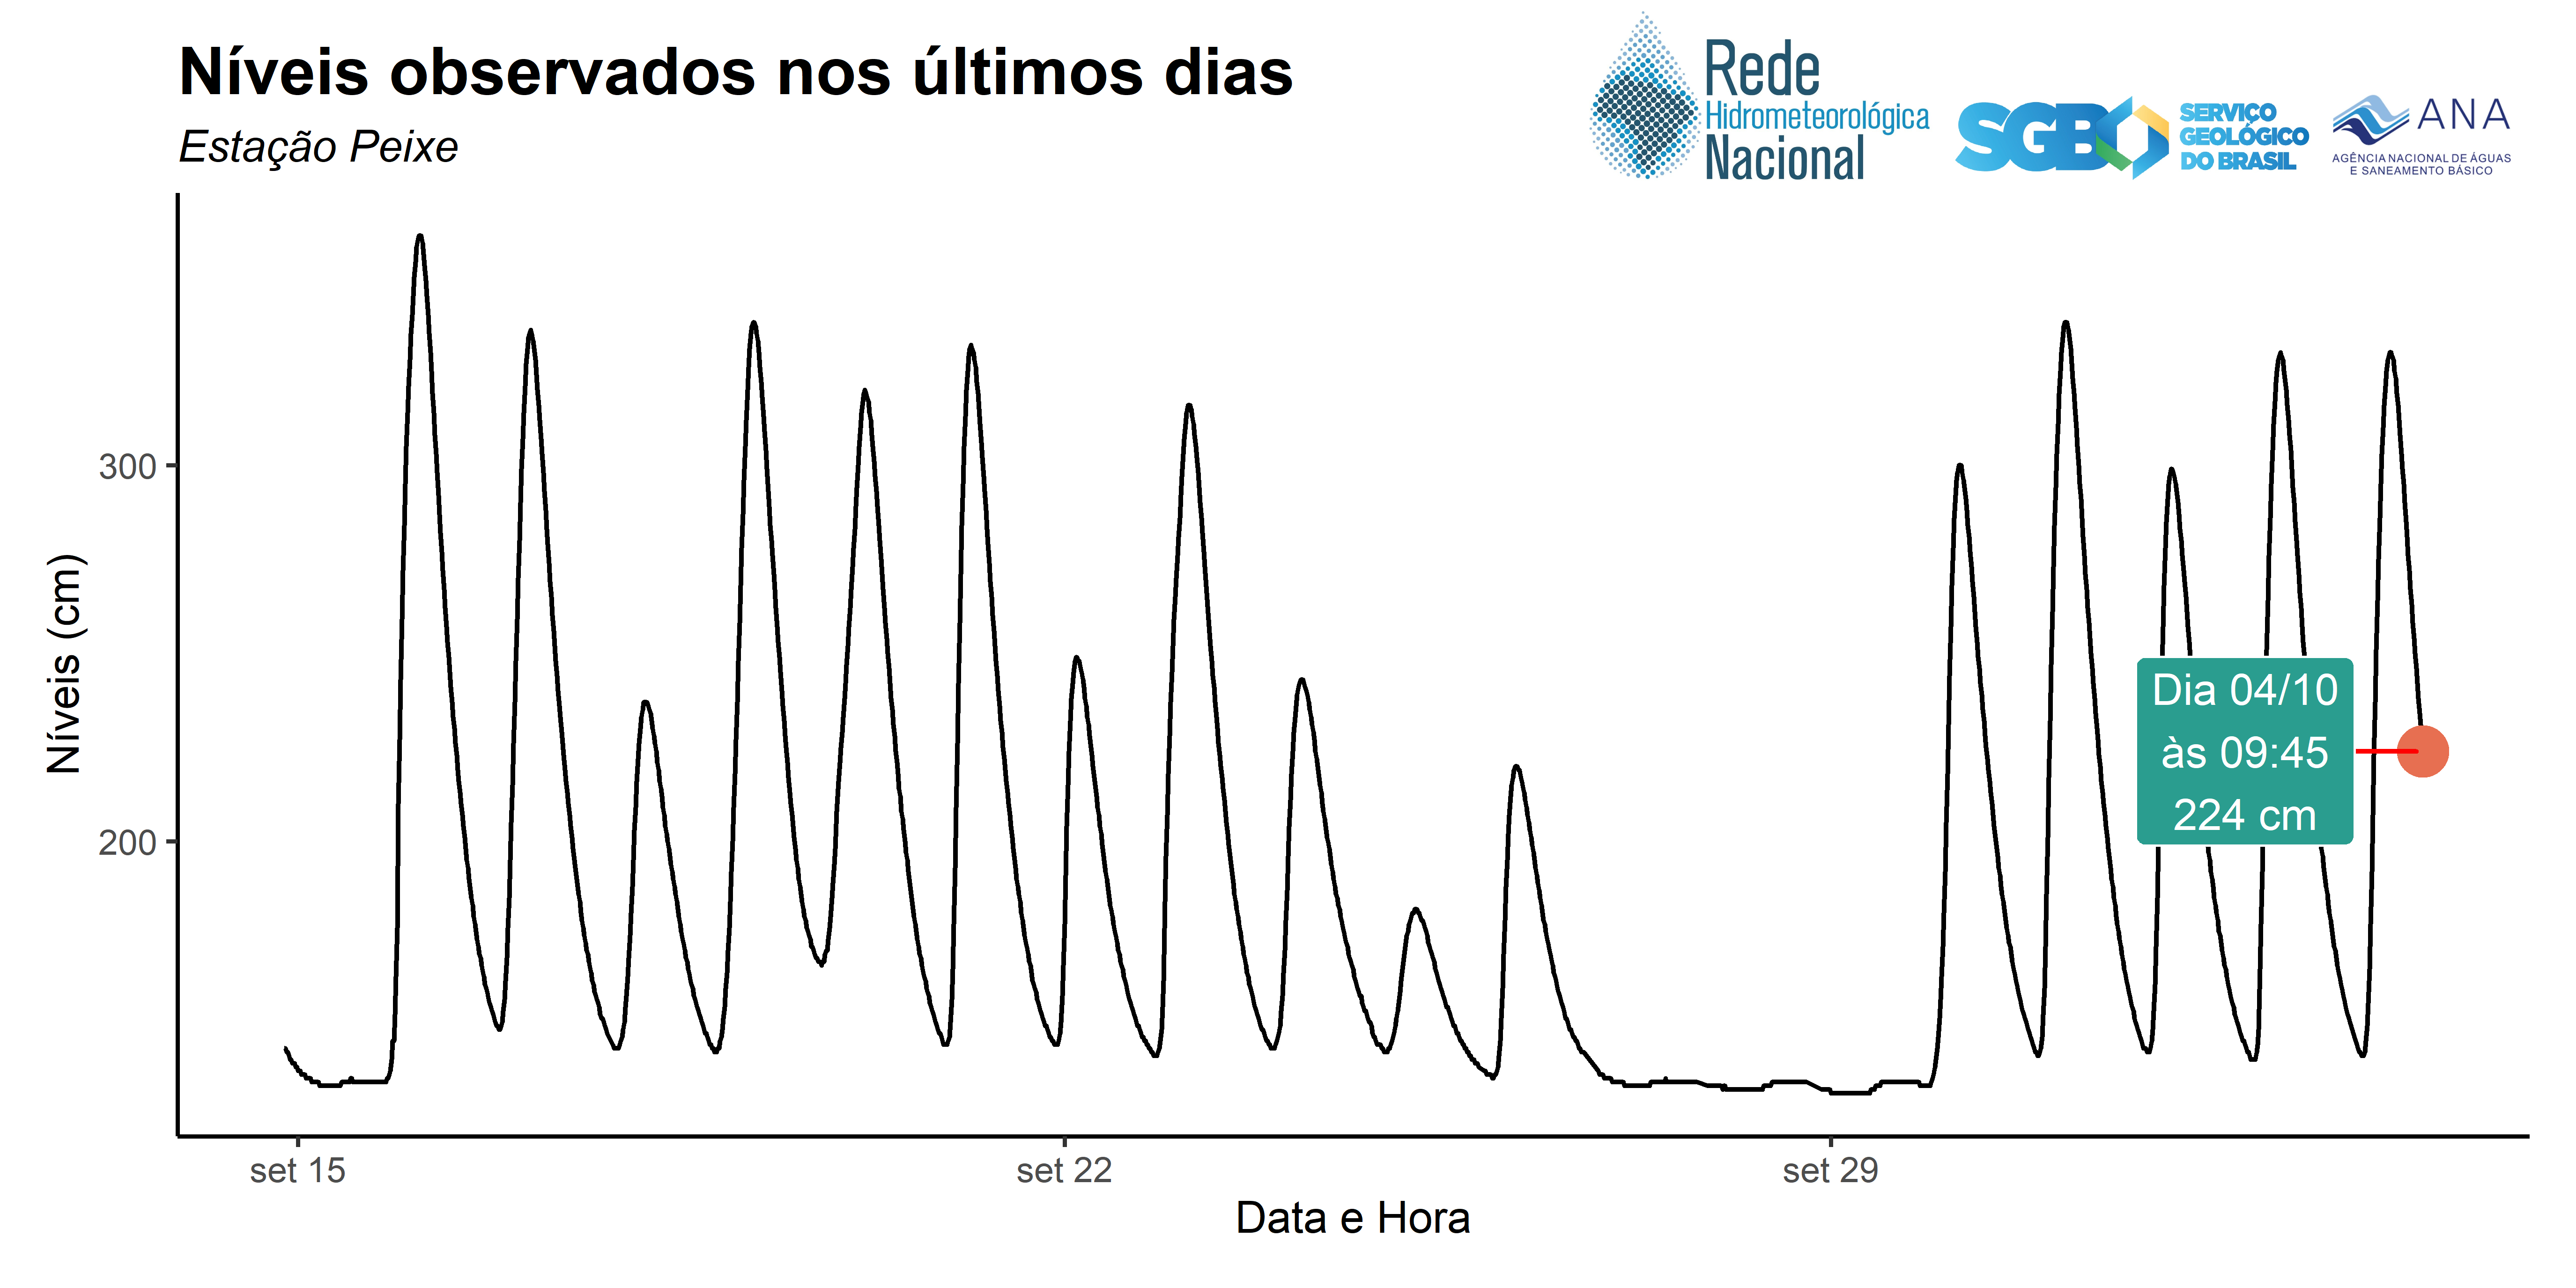 Níveis observados nos últimos dias
Estação Peixe
Rede
Hidrometeorológica
Nacional
SGB
SERVIÇO
GEOLÓGICO
DO BRASIL
ANA
AGÊNCIA NACIONAL DE ÁGUAS
E SANEAMENTO BÁSICO
Níveis (cm)
300
200
Dia 04/10
às 09:45
224 cm
set 15
set 22
set 29
Data e Hora